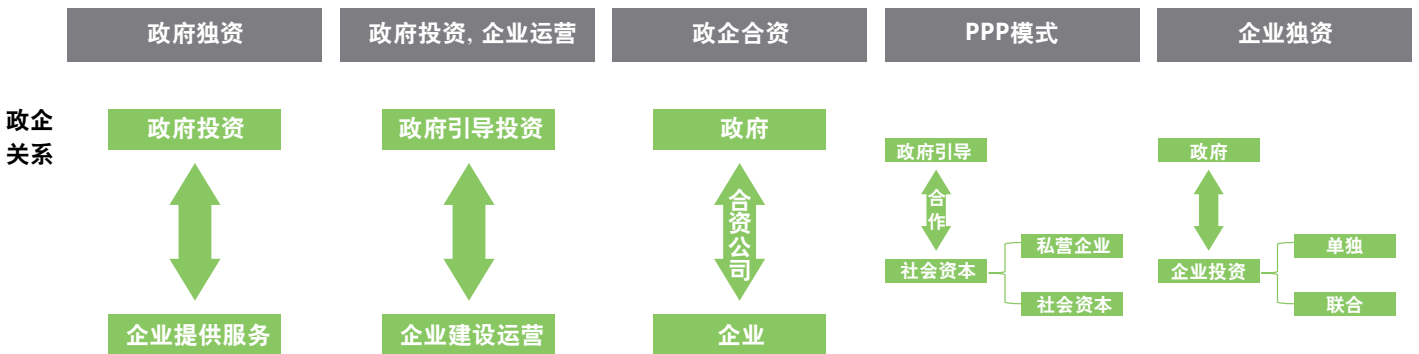 政府独资
政府投资, 企业运营
政企合资
PPP模式
企业独资
政企
关系
政府投资
企业提供服务
政府引导投资
企业建设运营
政府
合资公司
企业
政府引导
合作
社会资本
私营企业
社会资本
政府
企业投资
单独
联合